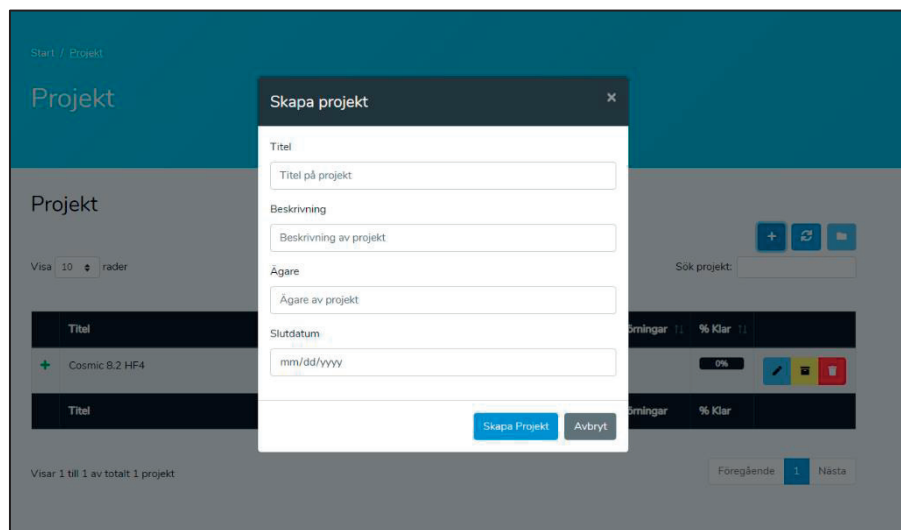 Start / Projekt
Projekt
Skapa projekt ×
Titel
Titel på projekt
Beskrivning
Beskrivning av projekt
Ägare
Ägare av projekt
Slutdatum
mm/dd/yyyy
Skapa Projekt Avbryt
Projekt
Visa 10 rader
Sök projekt:
Titel % Klar
Cosmic 8.2 HF4 0%
Titel % Klar
Visar 1 till 1 av totalt 1 projekt
Föregående 1 Nästa